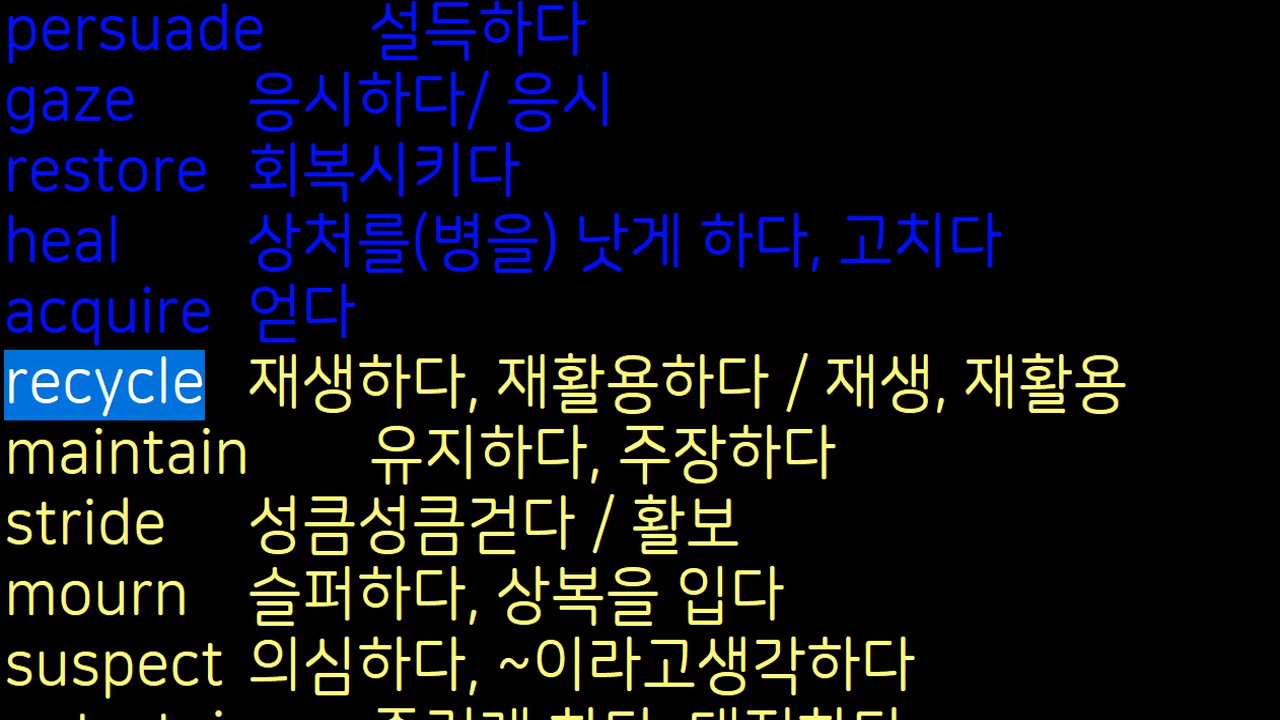 persuade 설득하다
gaze 응시하다/ 응시
restore 회복시키다
heal 상처를(병을) 낫게 하다, 고치다
acquire 얻다
recycle 재생하다, 재활용하다 / 재생, 재활용
maintain 유지하다, 주장하다
stride 성큼성큼걷다 / 활보
mourn 슬퍼하다, 상복을 입다
suspect 의심하다, ~이라고생각하다